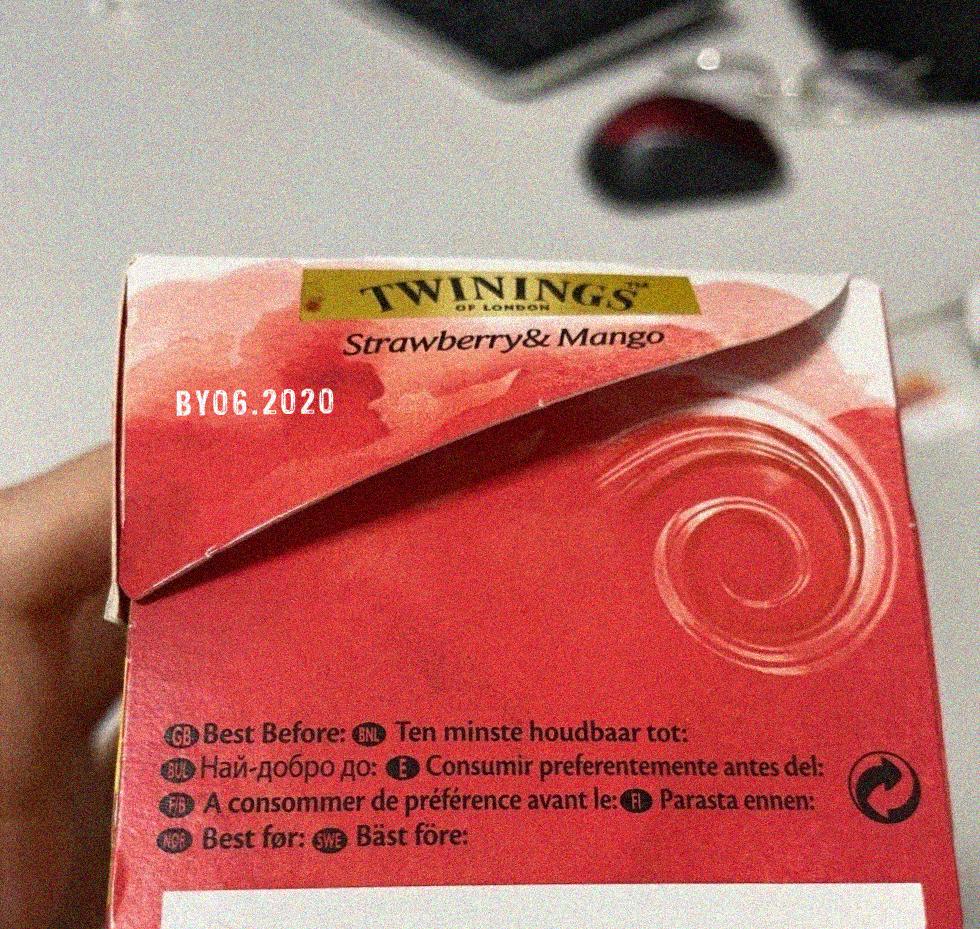 TWININGS™
OF LONDON
Strawberry& Mango
BY06.2020
GB Best Before: BNL Ten minste houdbaar tot:
BUL Най-добро до: E Consumir preferentemente antes del:
F/B A consommer de préférence avant le: FI Parasta ennen:
NOR Best før: SWE Bäst före: